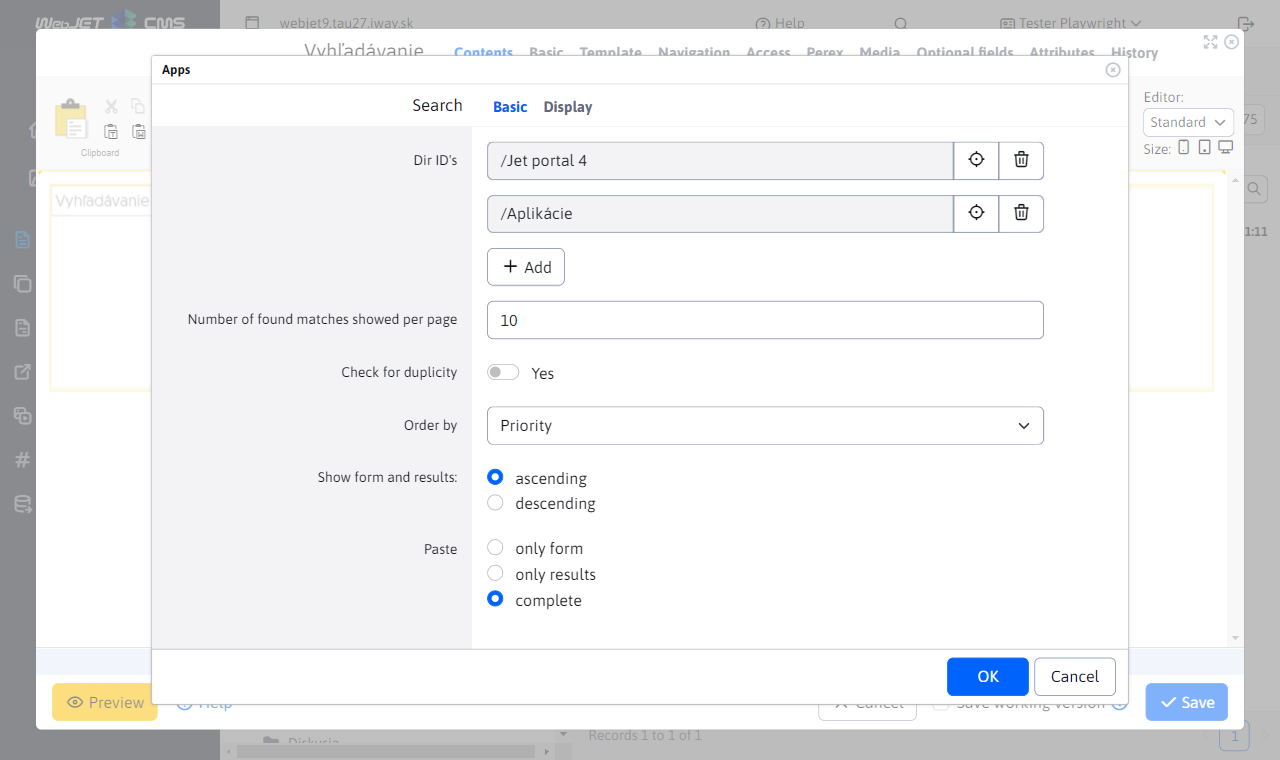 WebJET CMS
webjet9.tau27.iway.sk
Help
Tester Playwright
Vyhľadávanie
Contents Basic Template Navigation Access Perex Media Optional fields Attributes History
Apps
Search Basic Display
Editor:
Standard
75
Size:
Clipboard
Dir ID's
/Jet portal 4
Vyhľadávanie
/Aplikácie
1:11
Add
Number of found matches showed per page
10
Check for duplicity
Yes
Order by
Priority
Show form and results:
ascending
descending
Paste
only form
only results
complete
OK Cancel
Preview
Help
Cancel
Save working version
Save
Diskusia
Records 1 to 1 of 1
1